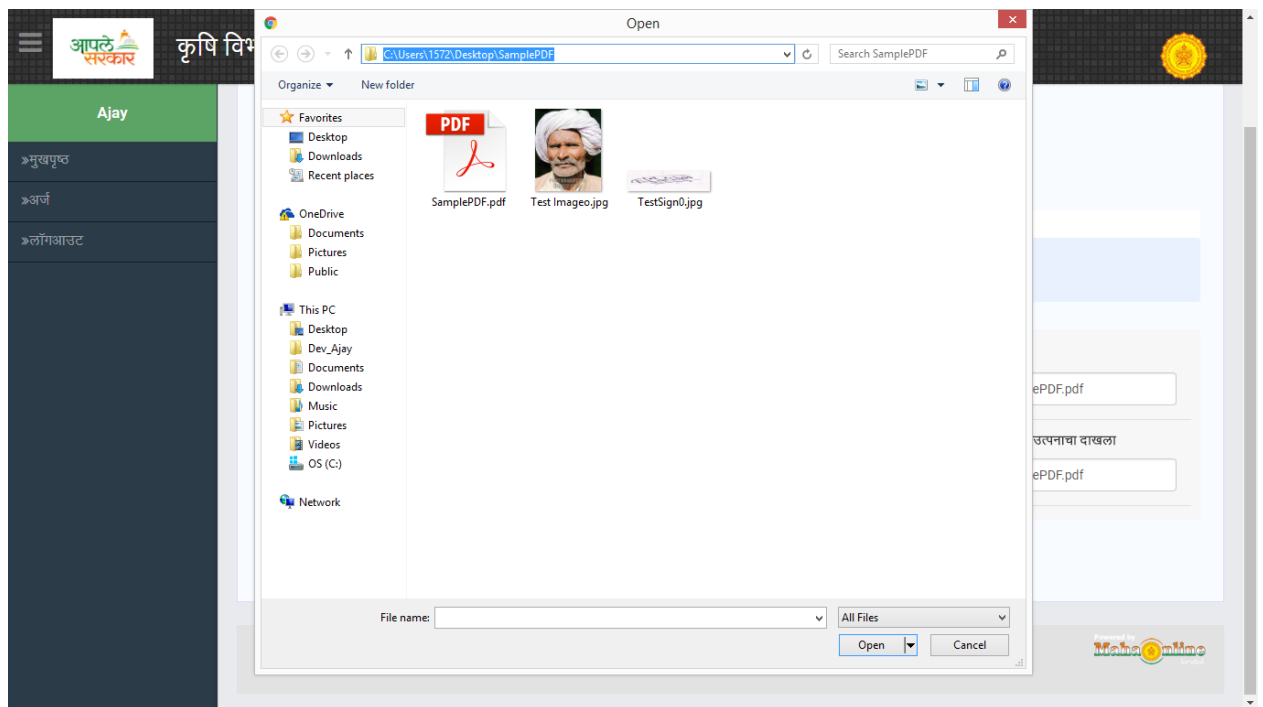 Open
आपले
सरकार
कृषि विभ
C:\Users\1572\Desktop\SamplePDF
Search SamplePDF
Organize
New folder
Ajay
»मुखपृष्ठ
»अर्ज
»लॉगआउट
Favorites
Desktop
Downloads
Recent places
OneDrive
Documents
Pictures
Public
This PC
Desktop
Dev_Ajay
Documents
Downloads
Music
Pictures
Videos
OS (C:)
Network
PDF
SamplePDF.pdf
Test Imageo.jpg
TestSign0.jpg
ePDF.pdf
उत्पनाचा दाखला
ePDF.pdf
File name:
All Files
Open
Cancel
Powered by
MahaOnline
Limited